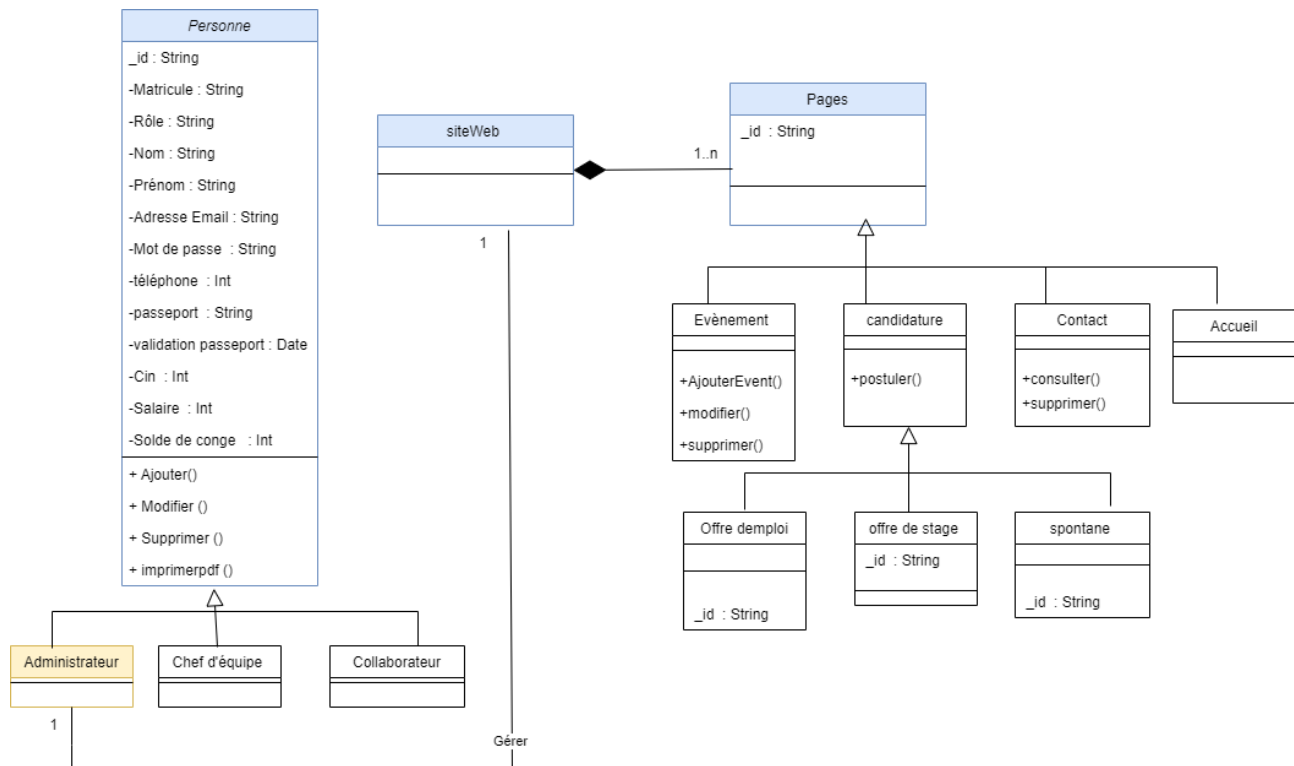 Personne
_id : String
-Matricule : String
-Rôle : String
-Nom : String
-Prénom : String
-Adresse Email : String
-Mot de passe : String
-téléphone : Int
-passeport : String
-validation passeport : Date
-Cin : Int
-Salaire : Int
-Solde de conge : Int
+ Ajouter()
+ Modifier ()
+ Supprimer ()
+ imprimerpdf ()
Administrateur
Chef d'équipe
Collaborateur
1
siteWeb
1
Gérer
1..n
Pages
_id : String
Evènement
+AjouterEvent()
+modifier()
+supprimer()
candidature
+postuler()
Contact
+consulter()
+supprimer()
Accueil
Offre demploi
_id : String
offre de stage
_id : String
spontane
_id : String